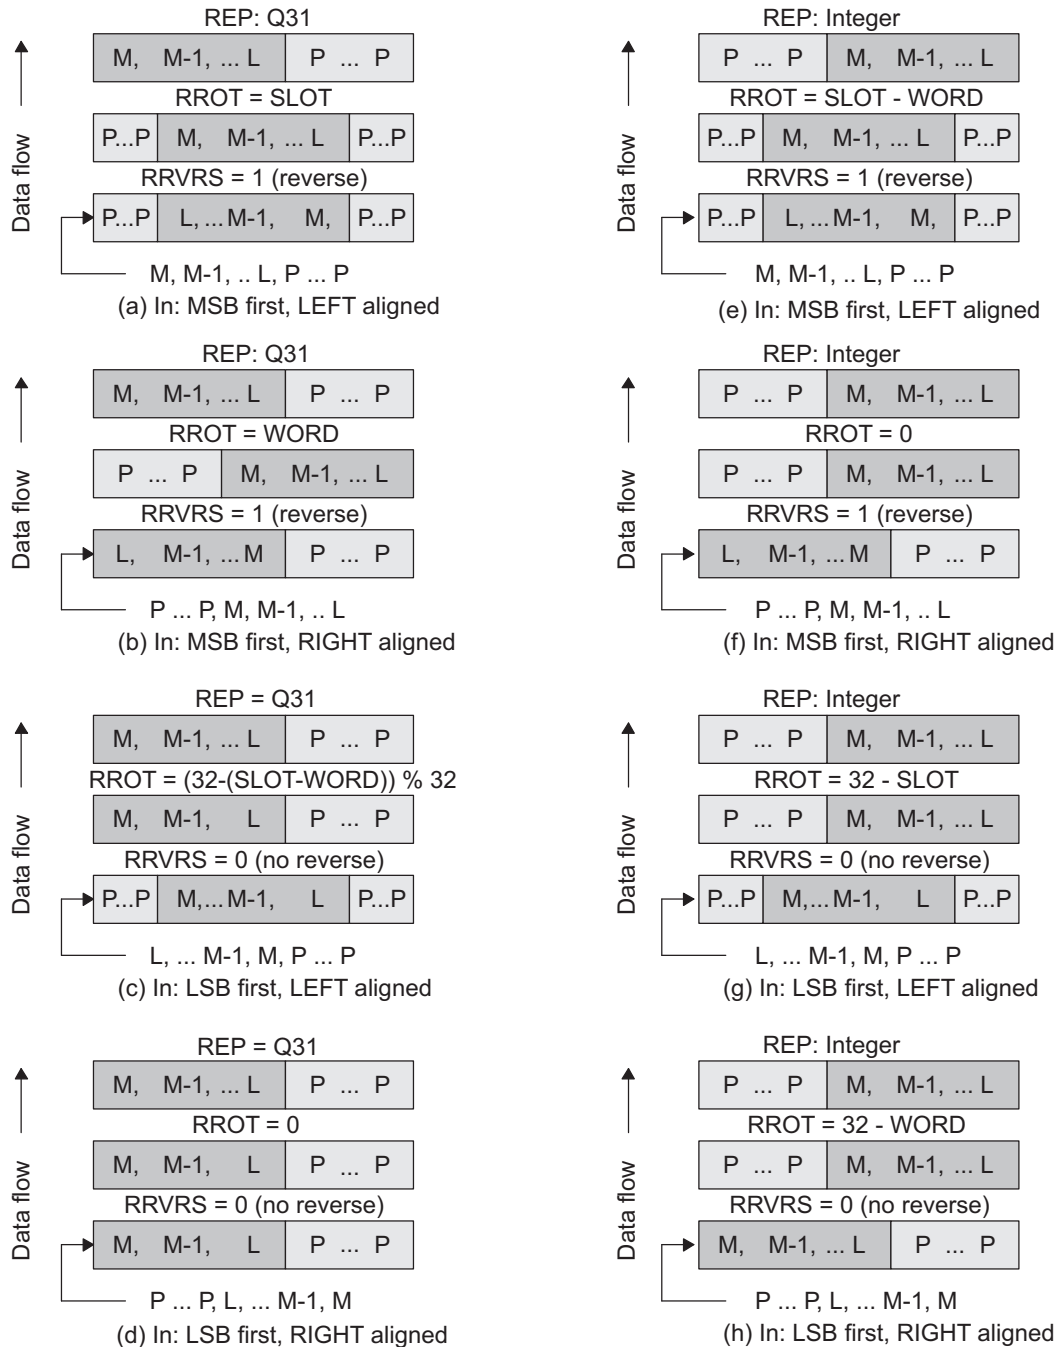 REP: Q31
M, M-1, ... L P ... P
RROT = SLOT
P...P M, M-1, ... L P...P
RRVRS = 1 (reverse)
P...P L, ... M-1, M, P...P
M, M-1, .. L, P ... P
(a) In: MSB first, LEFT aligned
Data flow
REP: Integer
P ... P M, M-1, ... L
RROT = SLOT - WORD
P...P M, M-1, ... L P...P
RRVRS = 1 (reverse)
P...P L, ... M-1, M, P...P
M, M-1, .. L, P ... P
(e) In: MSB first, LEFT aligned
Data flow
REP: Q31
M, M-1, ... L P ... P
RROT = WORD
P ... P M, M-1, ... L
RRVRS = 1 (reverse)
L, M-1, ... M P ... P
P ... P, M, M-1, .. L
(b) In: MSB first, RIGHT aligned
Data flow
REP: Integer
P ... P M, M-1, ... L
RROT = 0
P ... P M, M-1, ... L
RRVRS = 1 (reverse)
L, M-1, ... M P ... P
P ... P, M, M-1, .. L
(f) In: MSB first, RIGHT aligned
Data flow
REP = Q31
M, M-1, ... L P ... P
RROT = (32-(SLOT-WORD)) % 32
M, M-1, L P ... P
RRVRS = 0 (no reverse)
P...P M,... M-1, L P...P
L, ... M-1, M, P ... P
(c) In: LSB first, LEFT aligned
Data flow
REP: Integer
P ... P M, M-1, ... L
RROT = 32 - SLOT
P ... P M, M-1, ... L
RRVRS = 0 (no reverse)
P...P M,... M-1, L P...P
L, ... M-1, M, P ... P
(g) In: LSB first, LEFT aligned
Data flow
REP = Q31
M, M-1, ... L P ... P
RROT = 0
M, M-1, L P ... P
RRVRS = 0 (no reverse)
M, M-1, L P ... P
P ... P, L, ... M-1, M
(d) In: LSB first, RIGHT aligned
Data flow
REP: Integer
P ... P M, M-1, ... L
RROT = 32 - WORD
P ... P M, M-1, ... L
RRVRS = 0 (no reverse)
M, M-1, ... L P ... P
P ... P, L, ... M-1, M
(h) In: LSB first, RIGHT aligned
Data flow